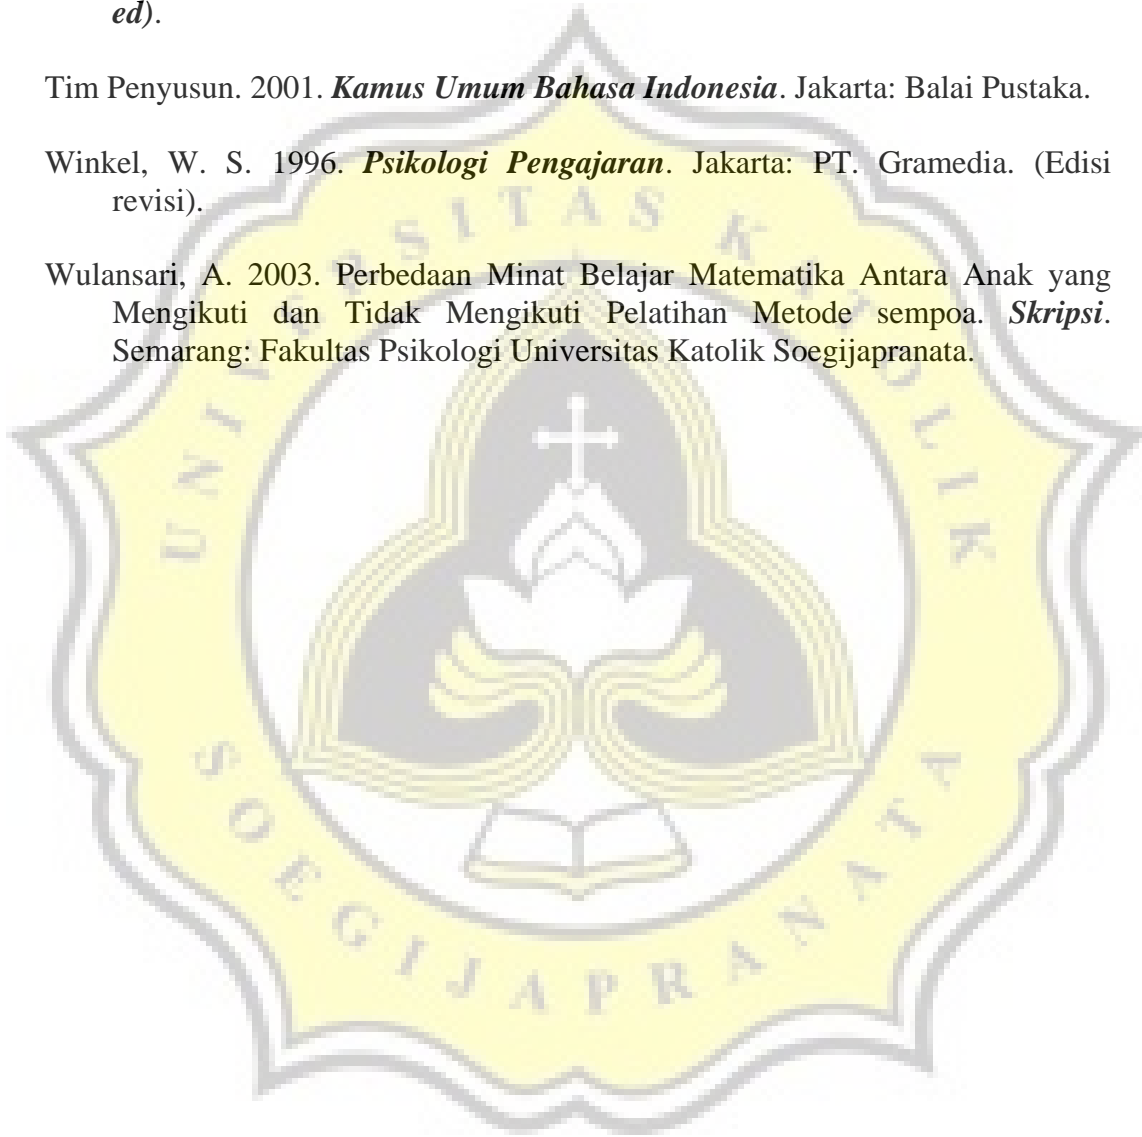 ed).
Tim Penyusun. 2001. Kamus Umum Bahasa Indonesia. Jakarta: Balai Pustaka.
Winkel, W. S. 1996. Psikologi Pengajaran. Jakarta: PT. Gramedia. (Edisi
revisi).
Wulansari, A. 2003. Perbedaan Minat Belajar Matematika Antara Anak yang
Mengikuti dan Tidak Mengikuti Pelatihan Metode sempoa. Skripsi.
Semarang: Fakultas Psikologi Universitas Katolik Soegijapranata.
UNIVERSITAS KATOLIK
SOEGIJAPRANATA